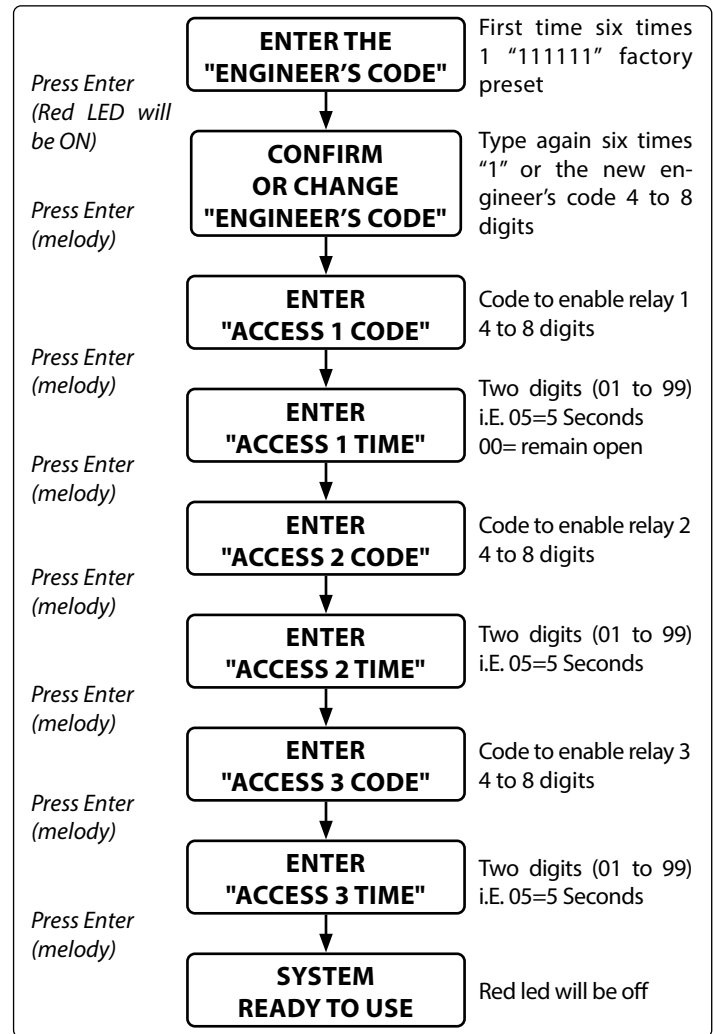 ENTER THE
"ENGINEER'S CODE"
First time six times
1 “111111” factory
preset
Press Enter
(Red LED will
be ON)
CONFIRM
OR CHANGE
"ENGINEER'S CODE"
Type again six times
“1” or the new en-
gineer’s code 4 to 8
digits
Press Enter
(melody)
ENTER
"ACCESS 1 CODE"
Code to enable relay 1
4 to 8 digits
Press Enter
(melody)
ENTER
"ACCESS 1 TIME"
Two digits (01 to 99)
i.E. 05=5 Seconds
00= remain open
Press Enter
(melody)
ENTER
"ACCESS 2 CODE"
Code to enable relay 2
4 to 8 digits
Press Enter
(melody)
ENTER
"ACCESS 2 TIME"
Two digits (01 to 99)
i.E. 05=5 Seconds
Press Enter
(melody)
ENTER
"ACCESS 3 CODE"
Code to enable relay 3
4 to 8 digits
Press Enter
(melody)
ENTER
"ACCESS 3 TIME"
Two digits (01 to 99)
i.E. 05=5 Seconds
Press Enter
(melody)
SYSTEM
READY TO USE
Red led will be off